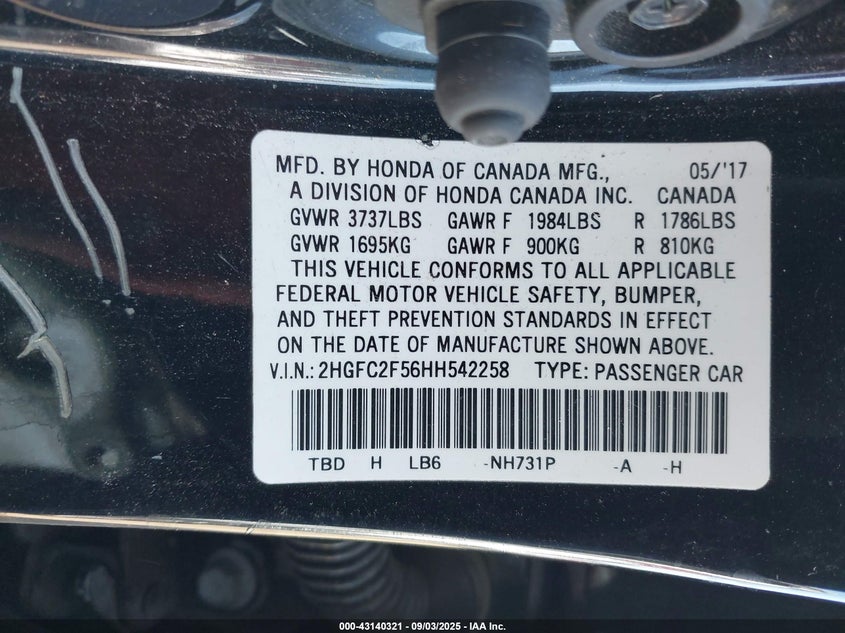 MFD. BY HONDA OF CANADA MFG., 05/'17
A DIVISION OF HONDA CANADA INC. CANADA
GVWR 3737LBS GAWR F 1984LBS R 1786LBS
GVWR 1695KG GAWR F 900KG R 810KG
THIS VEHICLE CONFORMS TO ALL APPLICABLE
FEDERAL MOTOR VEHICLE SAFETY, BUMPER,
AND THEFT PREVENTION STANDARDS IN EFFECT
ON THE DATE OF MANUFACTURE SHOWN ABOVE.
V.I.N.: 2HGFC2F56HH542258 TYPE: PASSENGER CAR
TBD H LB6 -NH731P -A -H
000-43140321 - 09/03/2025 - IAA Inc.